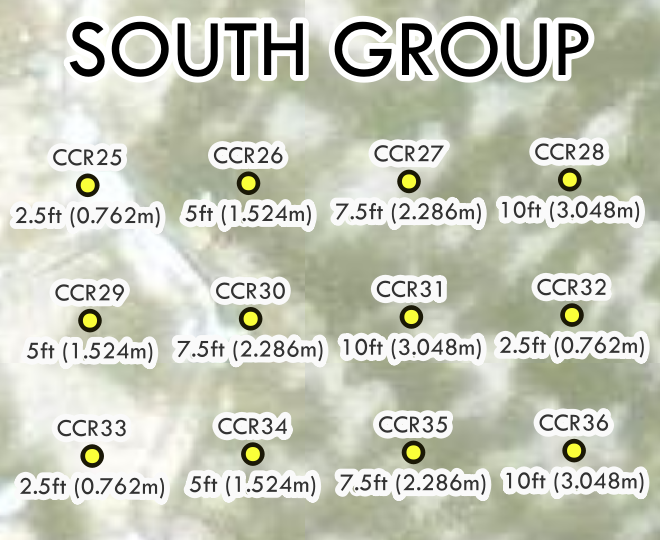 SOUTH GROUP
CCR25 CCR26 CCR27 CCR28
2.5ft (0.762m) 5ft (1.524m) 7.5ft (2.286m) 10ft (3.048m)
CCR29 CCR30 CCR31 CCR32
5ft (1.524m) 7.5ft (2.286m) 10ft (3.048m) 2.5ft (0.762m)
CCR33 CCR34 CCR35 CCR36
2.5ft (0.762m) 5ft (1.524m) 7.5ft (2.286m) 10ft (3.048m)